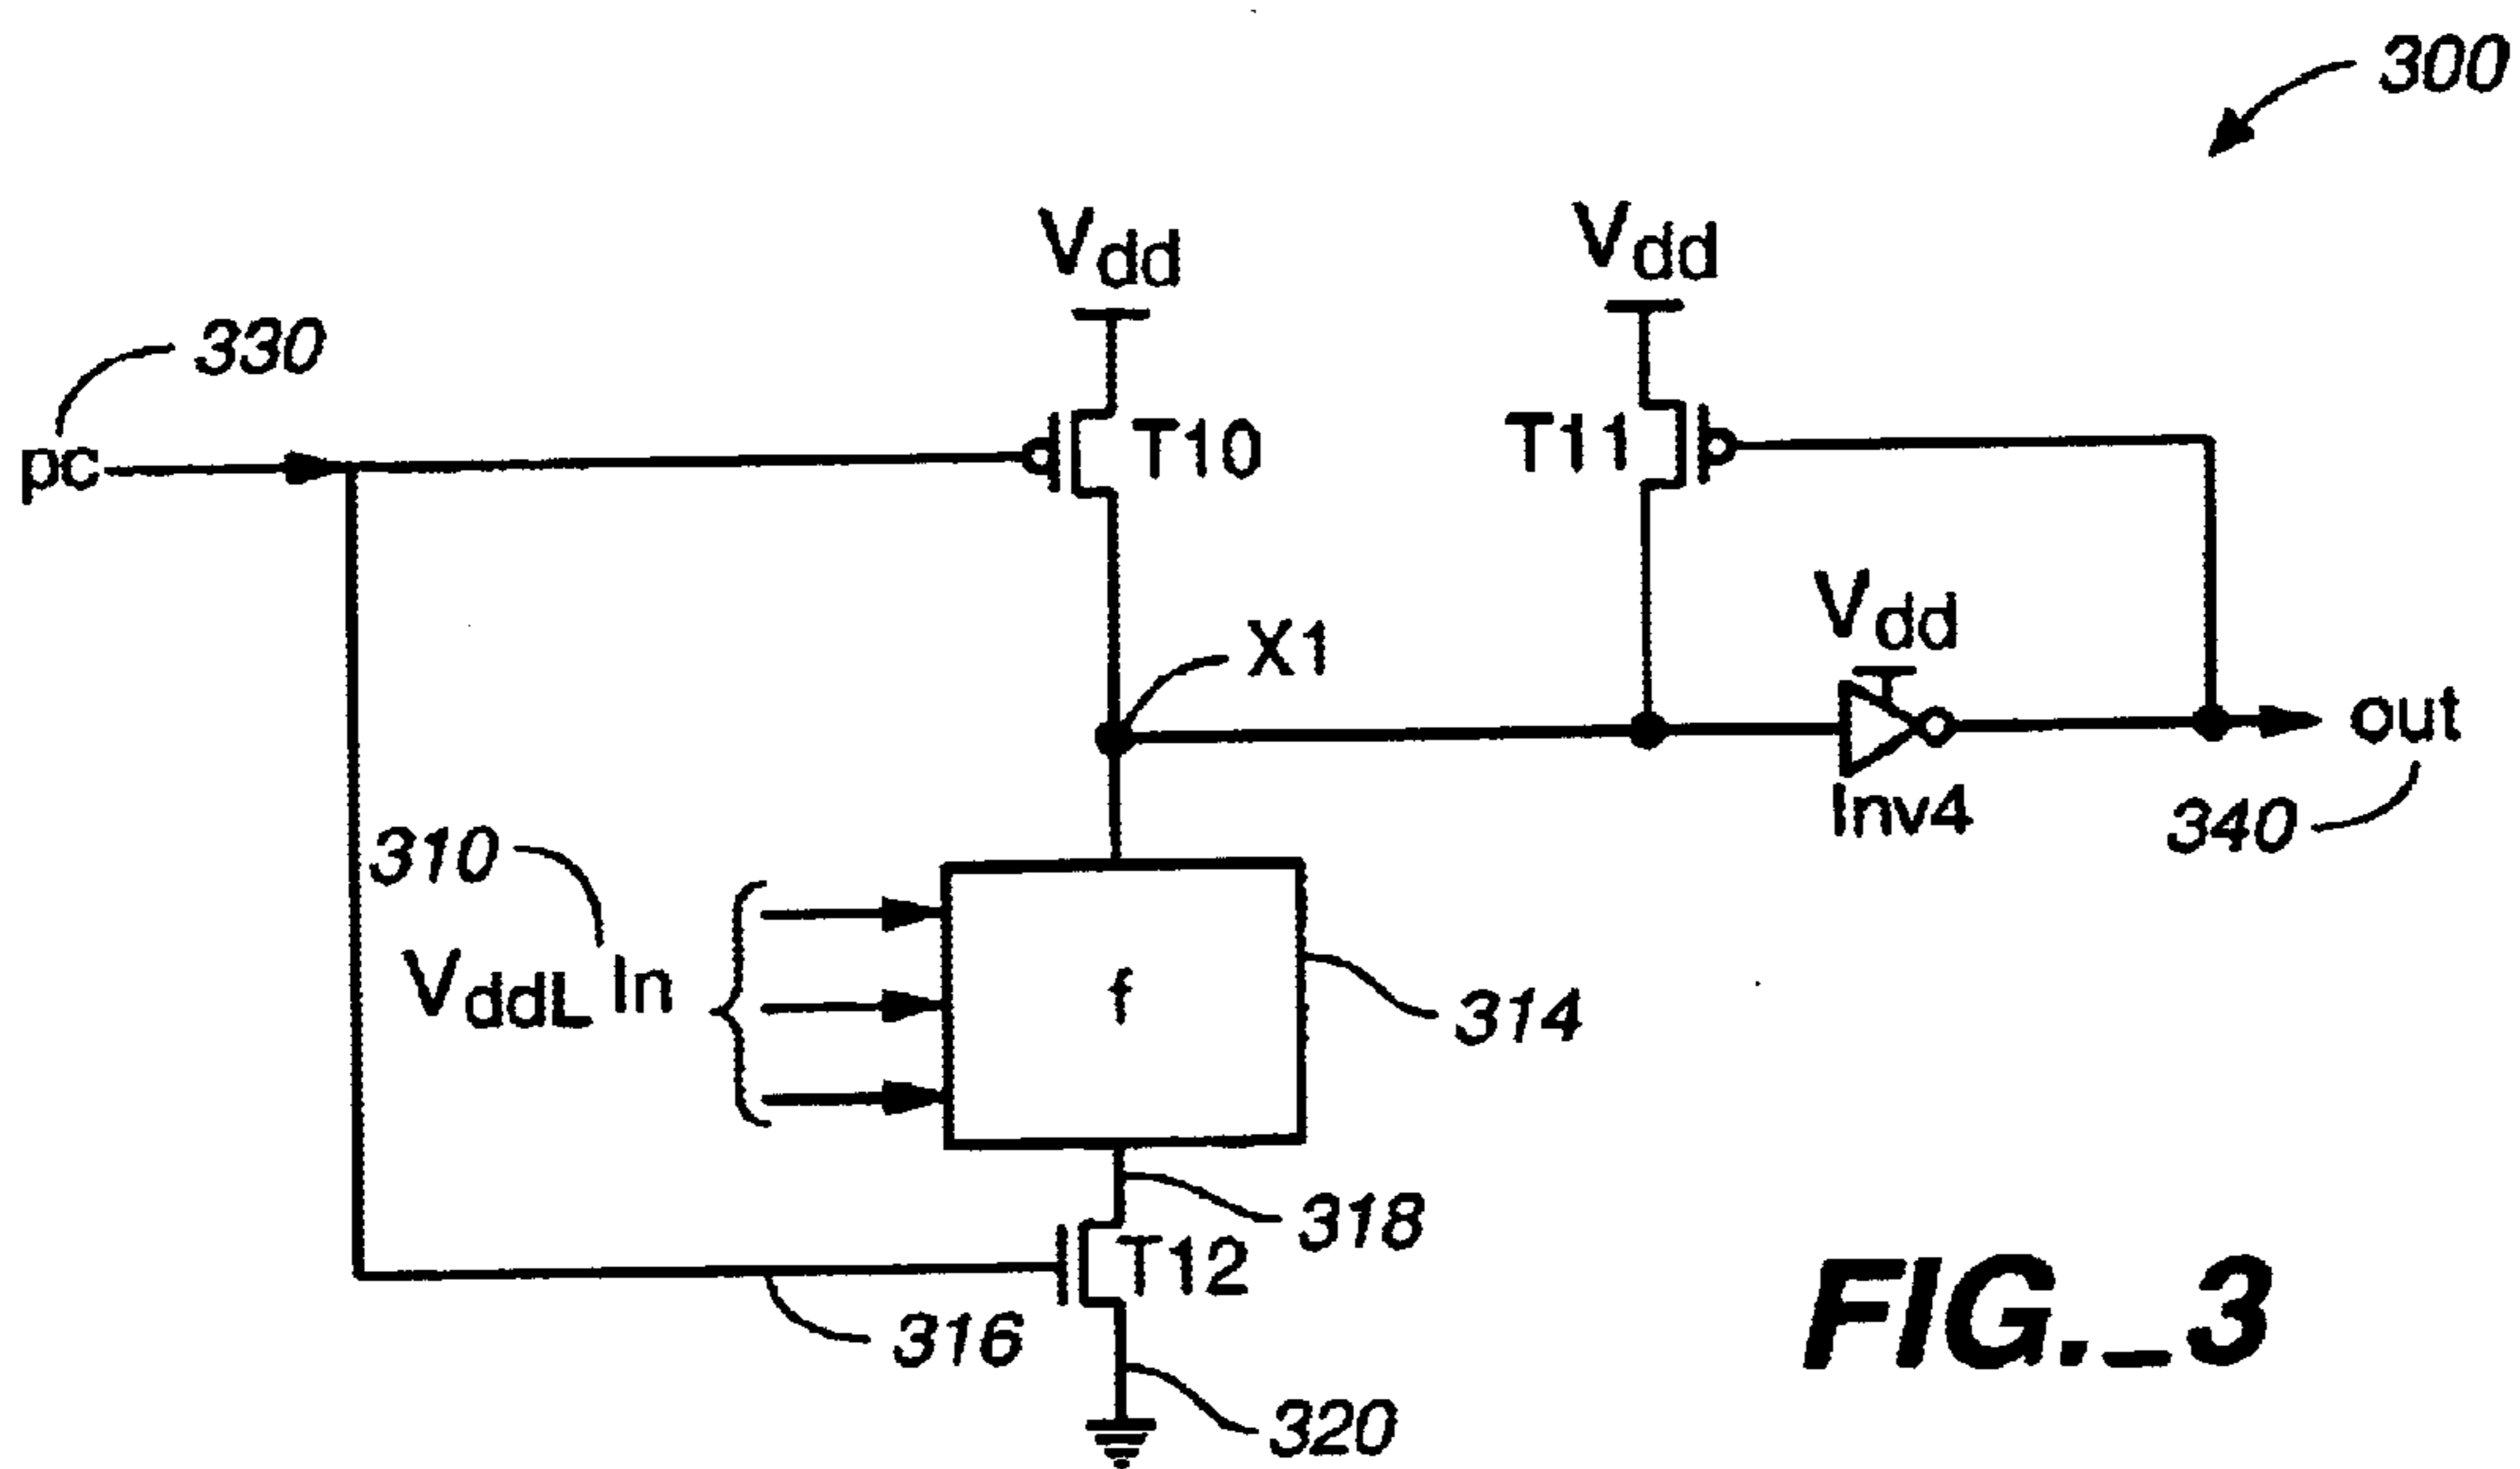 300
Vdd
Vdd
330
pc
T10
T11
X1
Vdd
out
Inv4
340
310
VddL In
f
314
318
T12
316
320
FIG._3